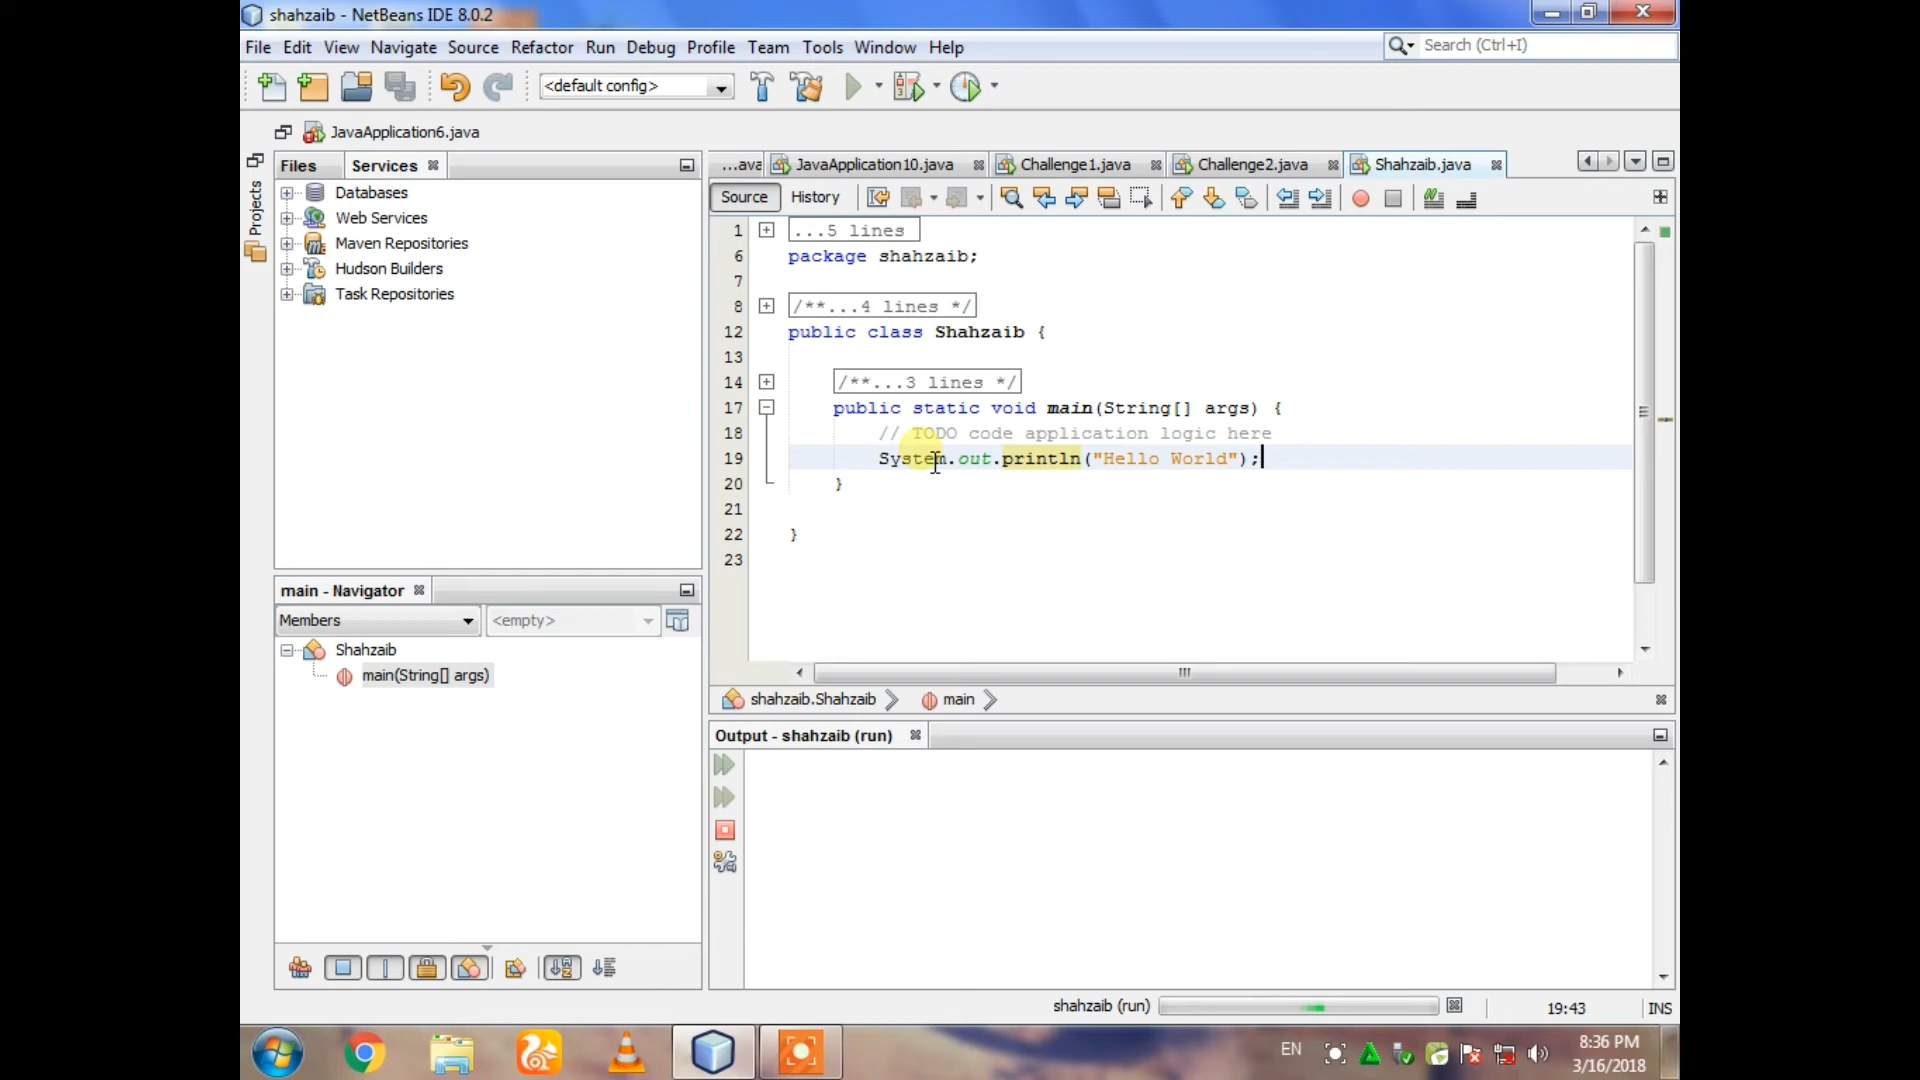 shahzaib - NetBeans IDE 8.0.2
File Edit View Navigate Source Refactor Run Debug Profile Team Tools Window Help
Search (Ctrl+I)
<default config>
JavaApplication6.java
Projects
Files Services
Databases
Web Services
Maven Repositories
Hudson Builders
Task Repositories
...ava JavaApplication10.java Challenge1.java Challenge2.java Shahzaib.java
Source History
1 ...5 lines
6 package shahzaib;
7
8 /**...4 lines */
12 public class Shahzaib {
13
14 /**...3 lines */
17 public static void main(String[] args) {
18 // TODO code application logic here
19 System.out.println("Hello World");
20 }
21
22 }
23
main - Navigator
Members <empty>
Shahzaib
main(String[] args)
shahzaib.Shahzaib main
Output - shahzaib (run)
shahzaib (run) 19:43 INS
EN 8:36 PM
3/16/2018